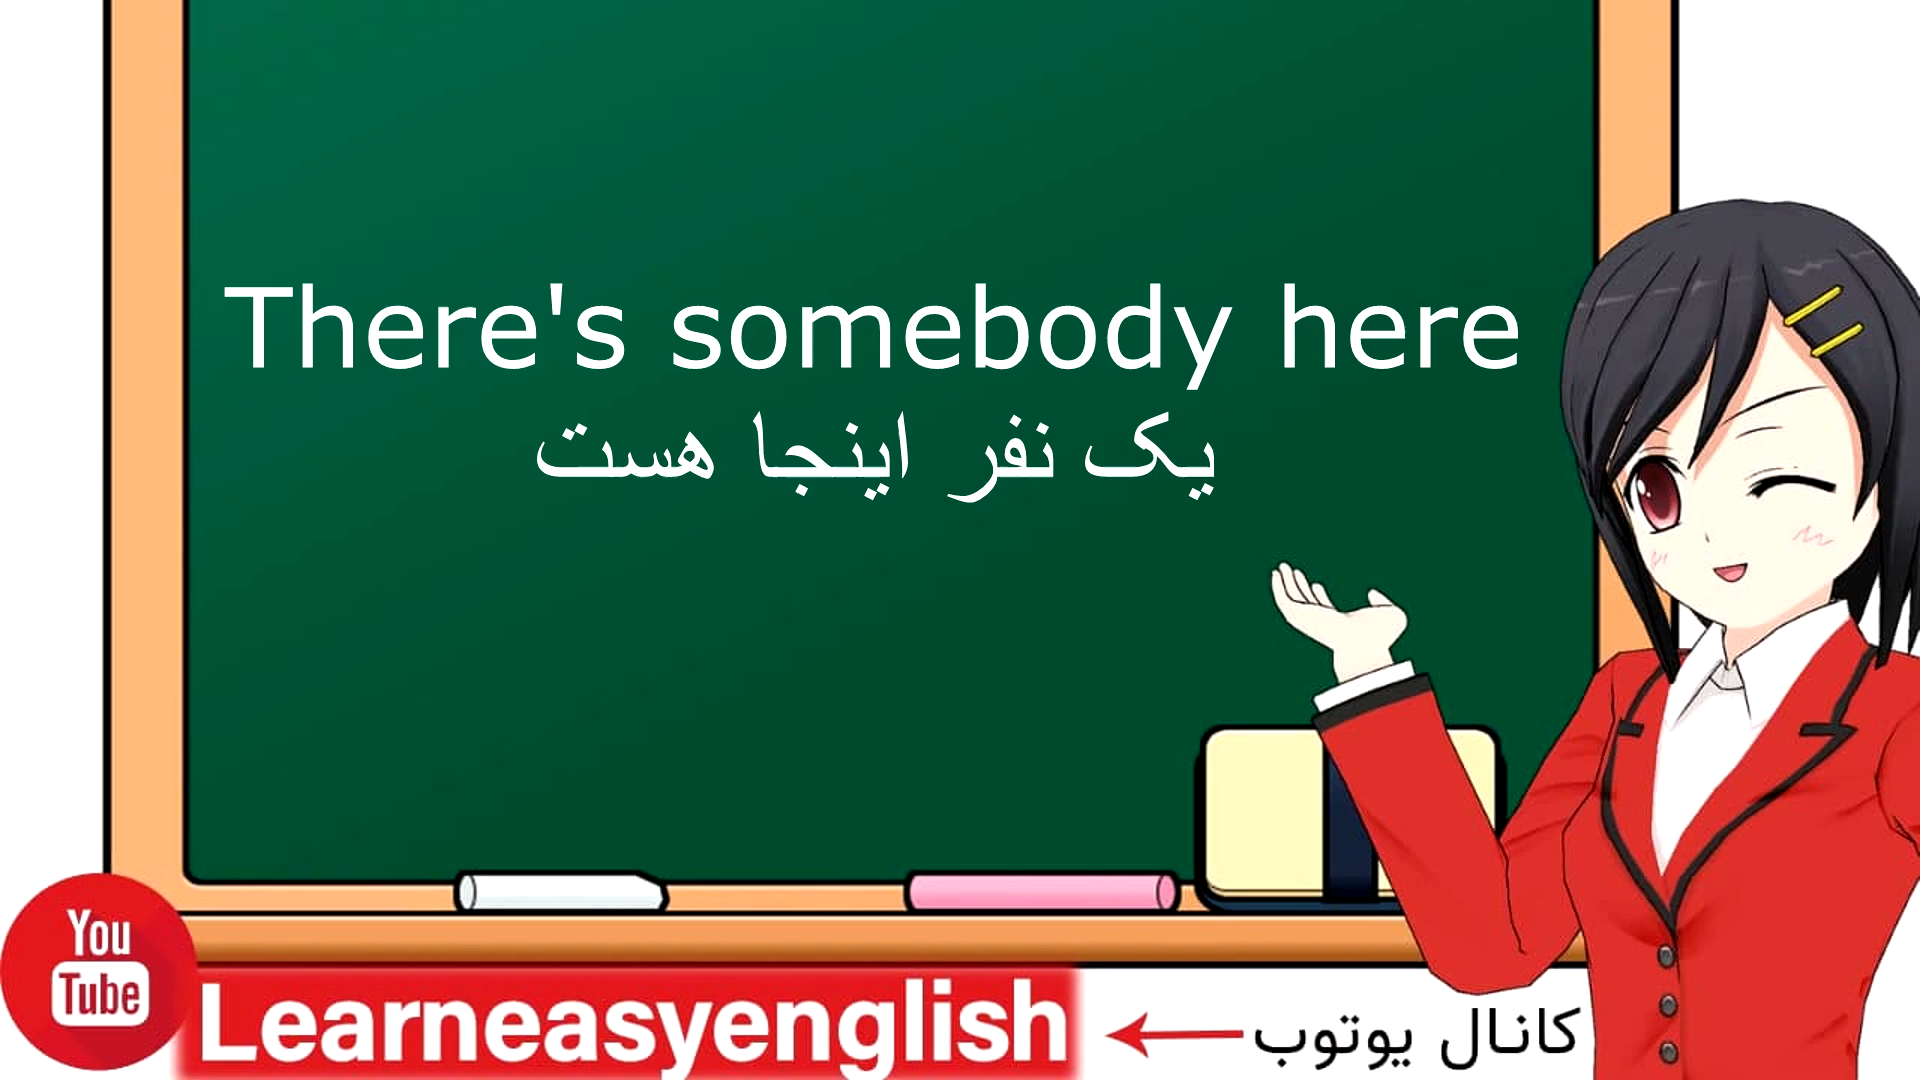 There's somebody here
یک نفر اینجا هست
You
Tube
Learneasyenglish
کانال یوتوب